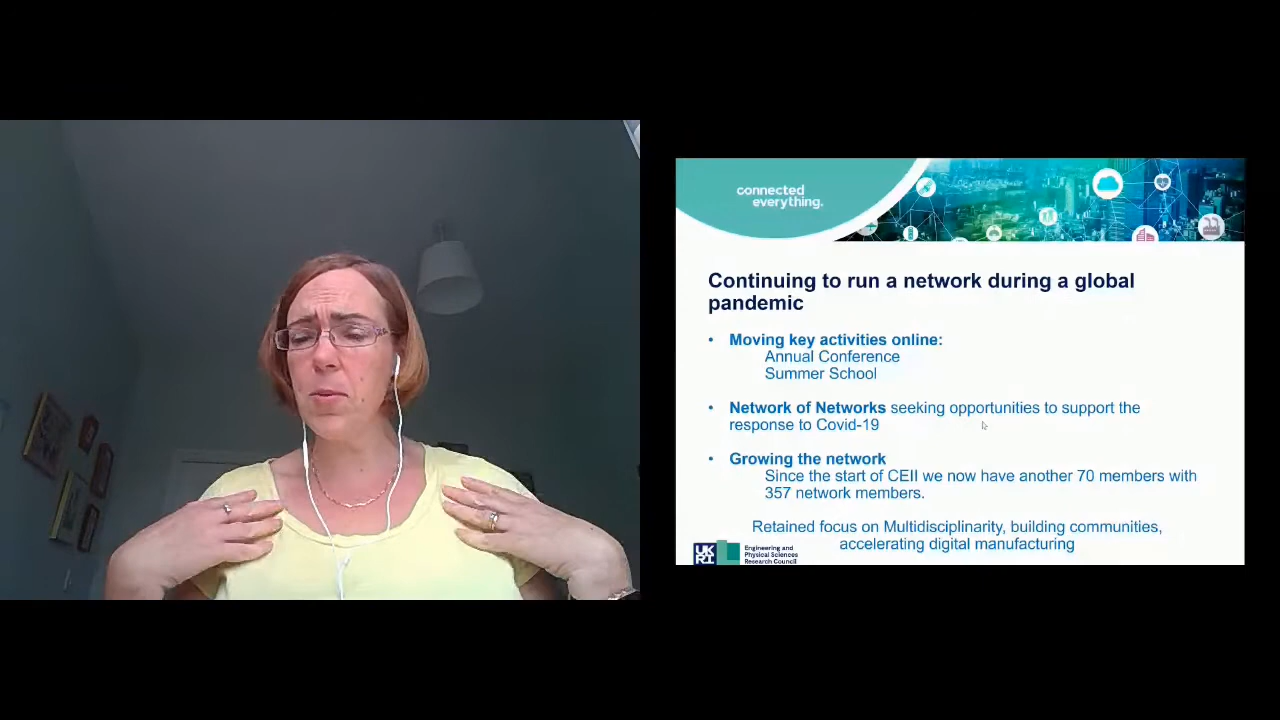 connected
everything.
Continuing to run a network during a global
pandemic
• Moving key activities online:
Annual Conference
Summer School
• Network of Networks seeking opportunities to support the
response to Covid-19
• Growing the network
Since the start of CEII we now have another 70 members with
357 network members.
Retained focus on Multidisciplinarity, building communities,
accelerating digital manufacturing
UK
RI
Engineering and
Physical Sciences
Research Council